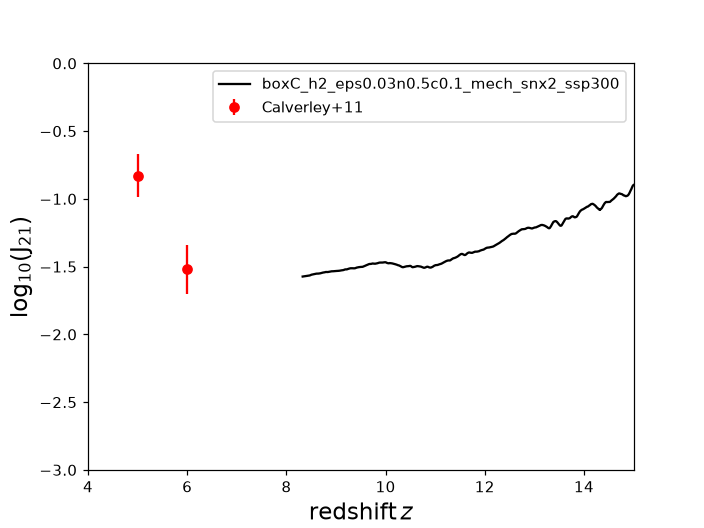 boxC_h2_eps0.03n0.5c0.1_mech_snx2_ssp300
Calverley+11
0.0
−0.5
−1.0
−1.5
−2.0
−2.5
−3.0
log₁₀(J₂₁)
4 6 8 10 12 14
redshift z